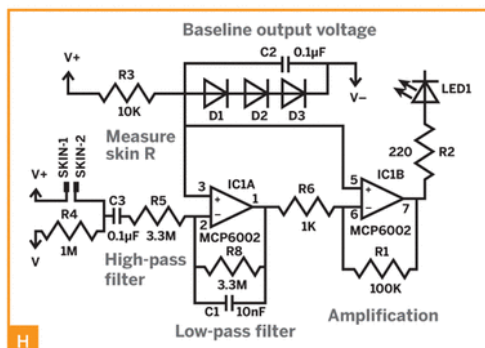 Baseline output voltage
C2
0.1µF
V+
R3
10K
D1
D2
D3
V–
LED1
Measure
skin R
SKIN-1
SKIN-2
V+
R4
1M
V
C3
0.1µF
R5
3.3M
High-pass
filter
3
+
2
–
IC1A
1
MCP6002
R8
3.3M
C1
10nF
Low-pass filter
R6
1K
5
+
6
–
IC1B
7
MCP6002
220
R2
R1
100K
Amplification
H